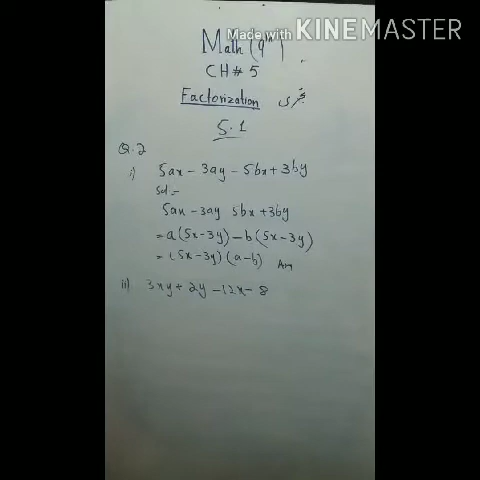 Made with KINEMASTER
Math (9th)
CH # 5
Factorization تجزی
5.1
Q.2
i) 5ax - 3ay - 5bx + 3by
Sol:-
5ax - 3ay 5bx + 3by
= a(5x - 3y) - b(5x - 3y)
= (5x - 3y) (a - b) Ans
ii) 3xy + 2y - 12x - 8